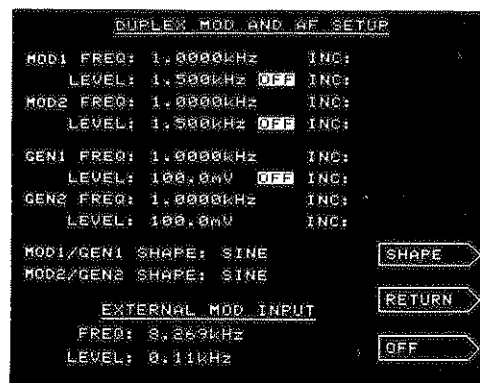 DUPLEX MOD AND AF SETUP
MOD1 FREQ: 1.0000kHz INC:
LEVEL: 1.500kHz OFF INC:
MOD2 FREQ: 1.0000kHz INC:
LEVEL: 1.500kHz OFF INC:
GEN1 FREQ: 1.0000kHz INC:
LEVEL: 100.0mV OFF INC:
GEN2 FREQ: 1.0000kHz INC:
LEVEL: 100.0mV INC:
MOD1/GEN1 SHAPE: SINE SHAPE
MOD2/GEN2 SHAPE: SINE
RETURN
EXTERNAL MOD INPUT
FREQ: 8.269kHz
LEVEL: 0.11kHz OFF